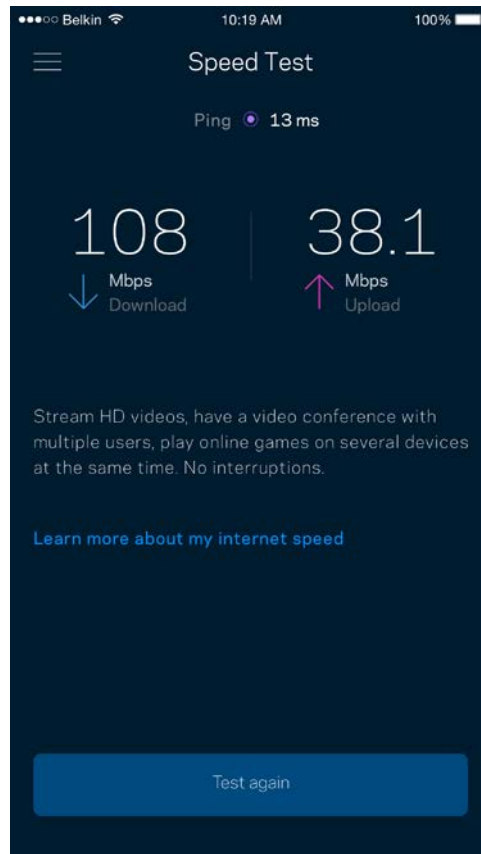 Belkin 10:19 AM 100%
Speed Test
Ping 13 ms
108 38.1
Mbps Mbps
Download Upload
Stream HD videos, have a video conference with
multiple users, play online games on several devices
at the same time. No interruptions.
Learn more about my internet speed
Test again